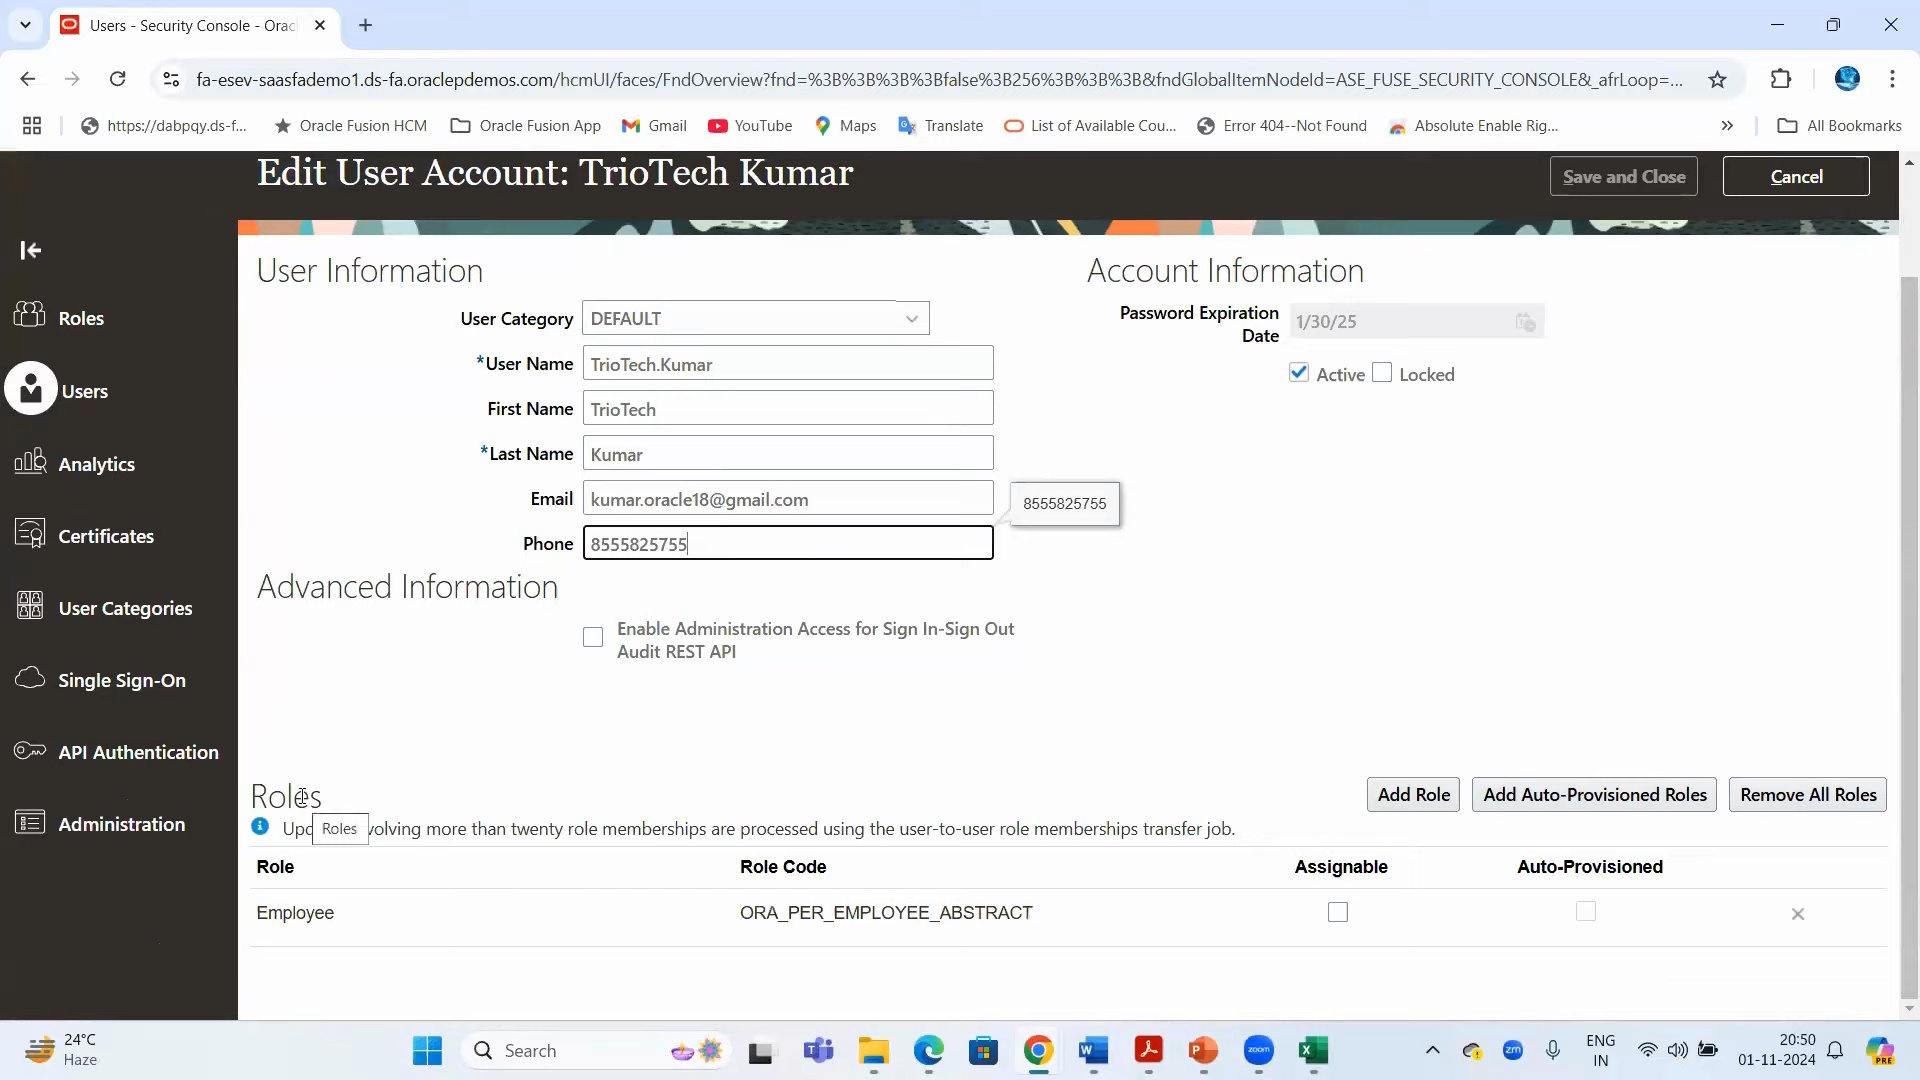 Users - Security Console - Orac
fa-esev-saasfademo1.ds-fa.oraclepdemos.com/hcmUI/faces/FndOverview?fnd=%3B%3B%3B%3Bfalse%3B256%3B%3B%3B&fndGlobalItemNodeId=ASE_FUSE_SECURITY_CONSOLE&_afrLoop=...
https://dabpqy.ds-f...
Oracle Fusion HCM
Oracle Fusion App
Gmail
YouTube
Maps
Translate
List of Available Cou...
Error 404--Not Found
Absolute Enable Rig...
All Bookmarks
Edit User Account: TrioTech Kumar
Save and Close
Cancel
Roles
Users
Analytics
Certificates
User Categories
Single Sign-On
API Authentication
Administration
User Information
User Category DEFAULT
*User Name TrioTech.Kumar
First Name TrioTech
*Last Name Kumar
Email kumar.oracle18@gmail.com
Phone 8555825755
8555825755
Account Information
Password Expiration
Date
1/30/25
Active
Locked
Advanced Information
Enable Administration Access for Sign In-Sign Out
Audit REST API
Roles
Add Role
Add Auto-Provisioned Roles
Remove All Roles
Roles
more than twenty role memberships are processed using the user-to-user role memberships transfer job.
Role Role Code Assignable Auto-Provisioned
Employee ORA_PER_EMPLOYEE_ABSTRACT
24°C
Haze
Search
zoom
zm
PRE
ENG
IN
20:50
01-11-2024